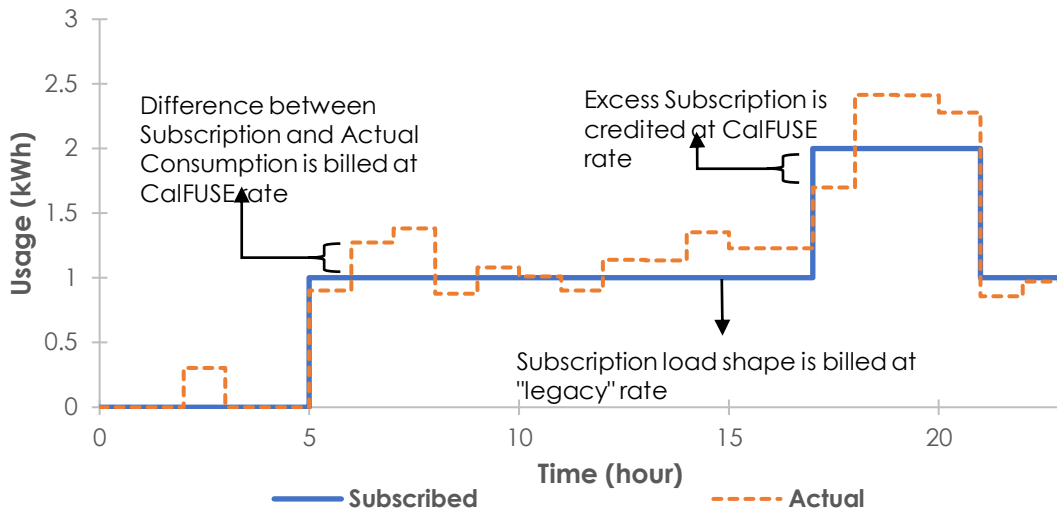 3
2.5
2
1.5
1
0.5
0
Usage (kWh)
Difference between
Subscription and Actual
Consumption is billed at
CalFUSE rate
Excess Subscription is
credited at CalFUSE
rate
Subscription load shape is billed at
"legacy" rate
0 5 10 15 20
Time (hour)
Subscribed Actual